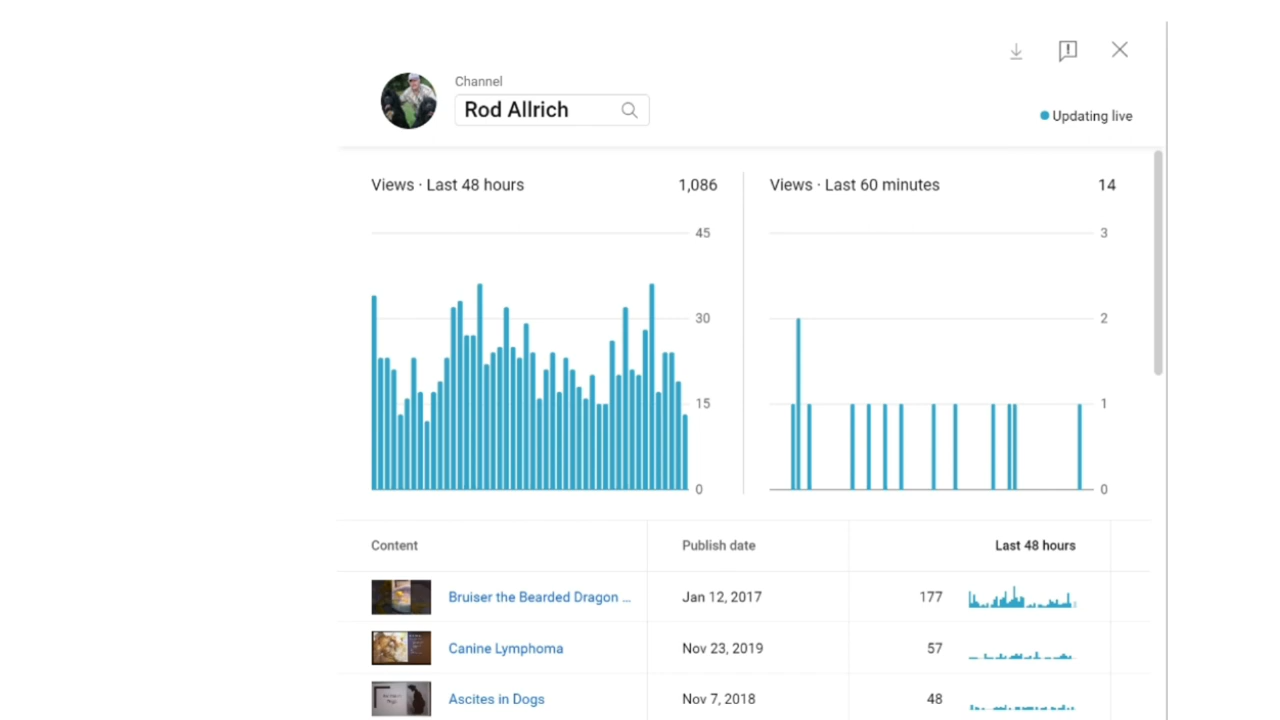 Channel
Rod Allrich
Updating live
Views · Last 48 hours 1,086
45
30
15
0
Views · Last 60 minutes 14
3
2
1
0
Content Publish date Last 48 hours
Bruiser the Bearded Dragon ... Jan 12, 2017 177
Canine Lymphoma Nov 23, 2019 57
Ascites in Dogs Nov 7, 2018 48